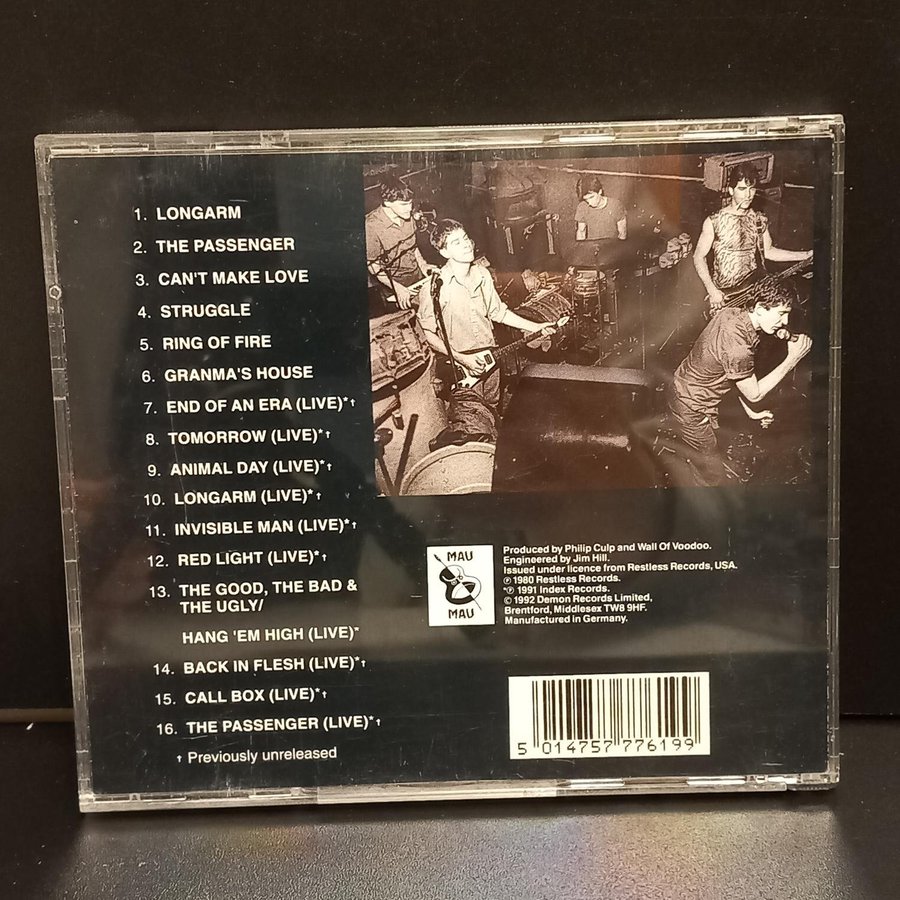 1. LONGARM
2. THE PASSENGER
3. CAN'T MAKE LOVE
4. STRUGGLE
5. RING OF FIRE
6. GRANMA'S HOUSE
7. END OF AN ERA (LIVE)*†
8. TOMORROW (LIVE)*†
9. ANIMAL DAY (LIVE)*†
10. LONGARM (LIVE)*†
11. INVISIBLE MAN (LIVE)*†
12. RED LIGHT (LIVE)*†
13. THE GOOD, THE BAD &
THE UGLY/
HANG 'EM HIGH (LIVE)*
14. BACK IN FLESH (LIVE)*†
15. CALL BOX (LIVE)*†
16. THE PASSENGER (LIVE)*†
† Previously unreleased
MAU
MAU
Produced by Philip Culp and Wall Of Voodoo.
Engineered by Jim Hill.
Issued under licence from Restless Records, USA.
℗ 1980 Restless Records.
*℗ 1991 Index Records.
© 1992 Demon Records Limited,
Brentford, Middlesex TW8 9HF.
Manufactured in Germany.
5 014757 776199